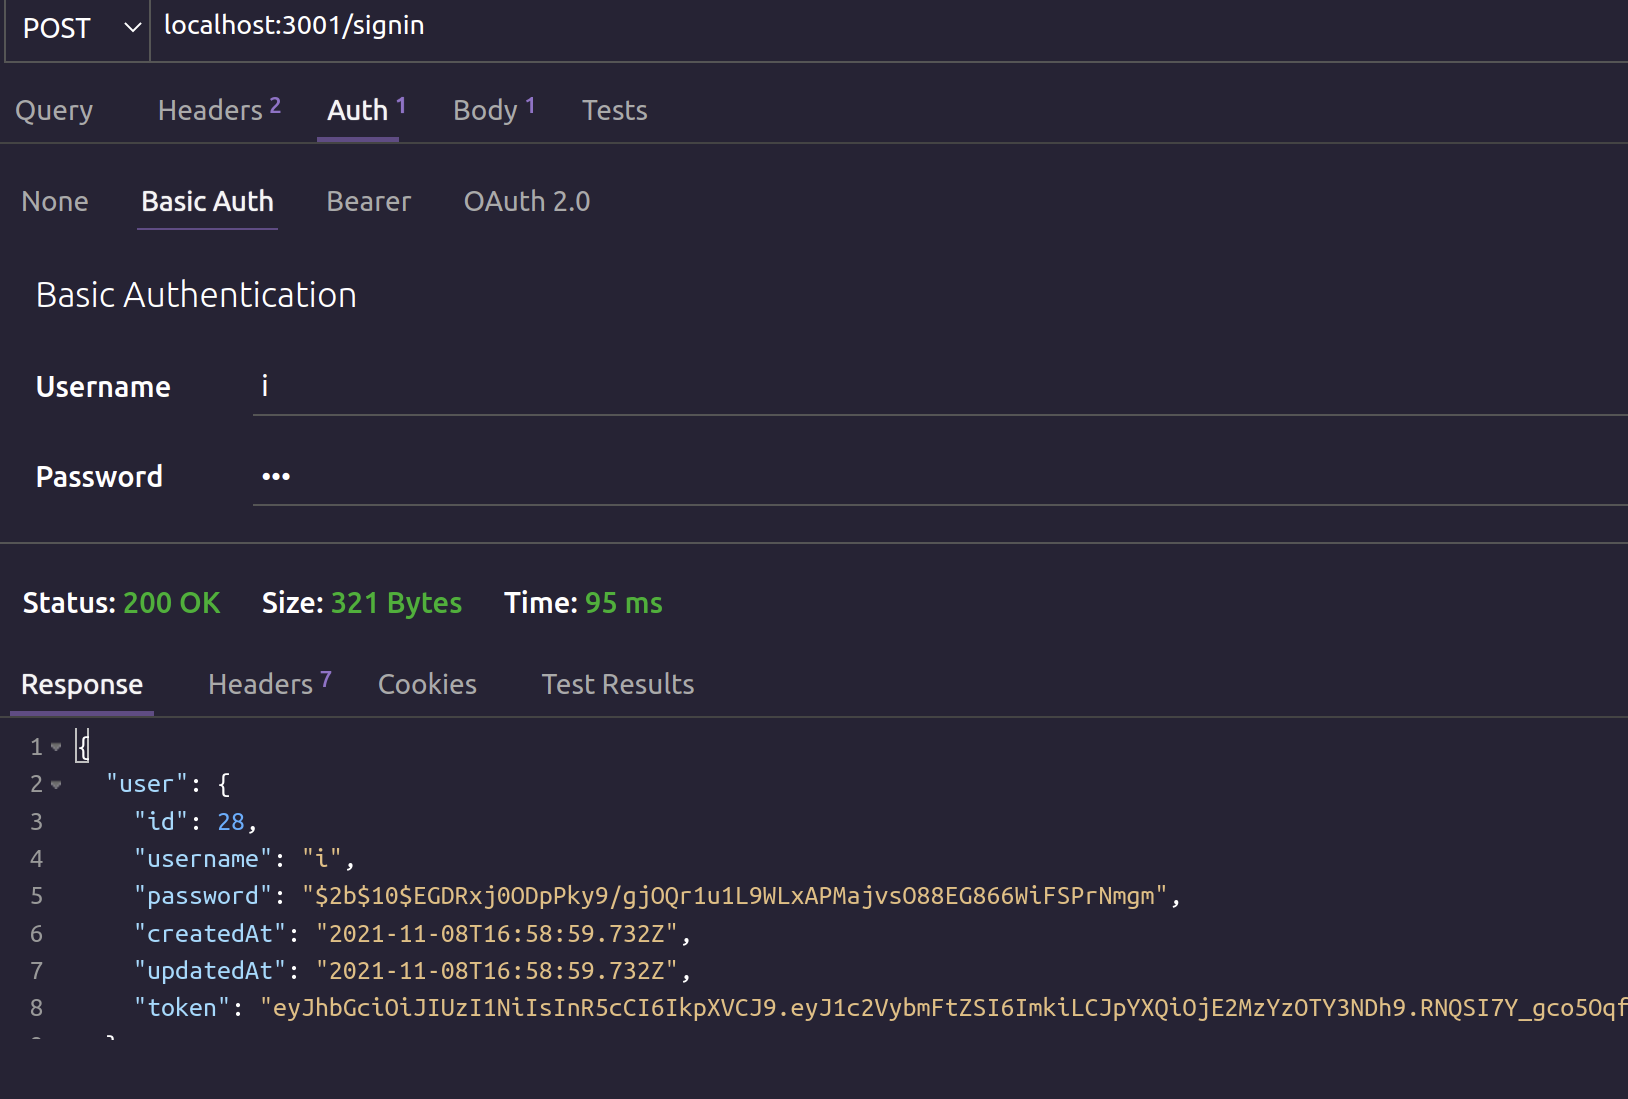 POST localhost:3001/signin
Query Headers 2 Auth 1 Body 1 Tests
None Basic Auth Bearer OAuth 2.0
Basic Authentication
Username i
Password •••
Status: 200 OK Size: 321 Bytes Time: 95 ms
Response Headers 7 Cookies Test Results
1 {
2 "user": {
3 "id": 28,
4 "username": "i",
5 "password": "$2b$10$EGDRxj0ODpPky9/gjOQr1u1L9WLxAPMajvsO88EG866WiFSPrNmgm",
6 "createdAt": "2021-11-08T16:58:59.732Z",
7 "updatedAt": "2021-11-08T16:58:59.732Z",
8 "token": "eyJhbGciOiJIUzI1NiIsInR5cCI6IkpXVCJ9.eyJ1c2VybmFtZSI6ImkiLCJpYXQiOjE2MzYzOTY3NDh9.RNQSI7Y_gco5Oqf